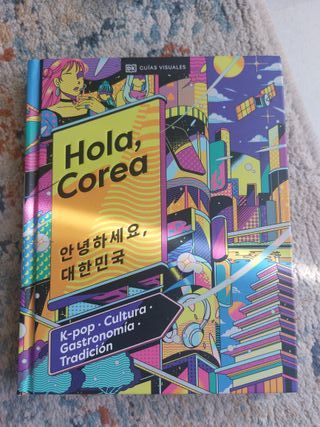 DK GUÍAS VISUALES
Hola,
Corea
안녕하세요,
대한민국
K-pop · Cultura ·
Gastronomía ·
Tradición